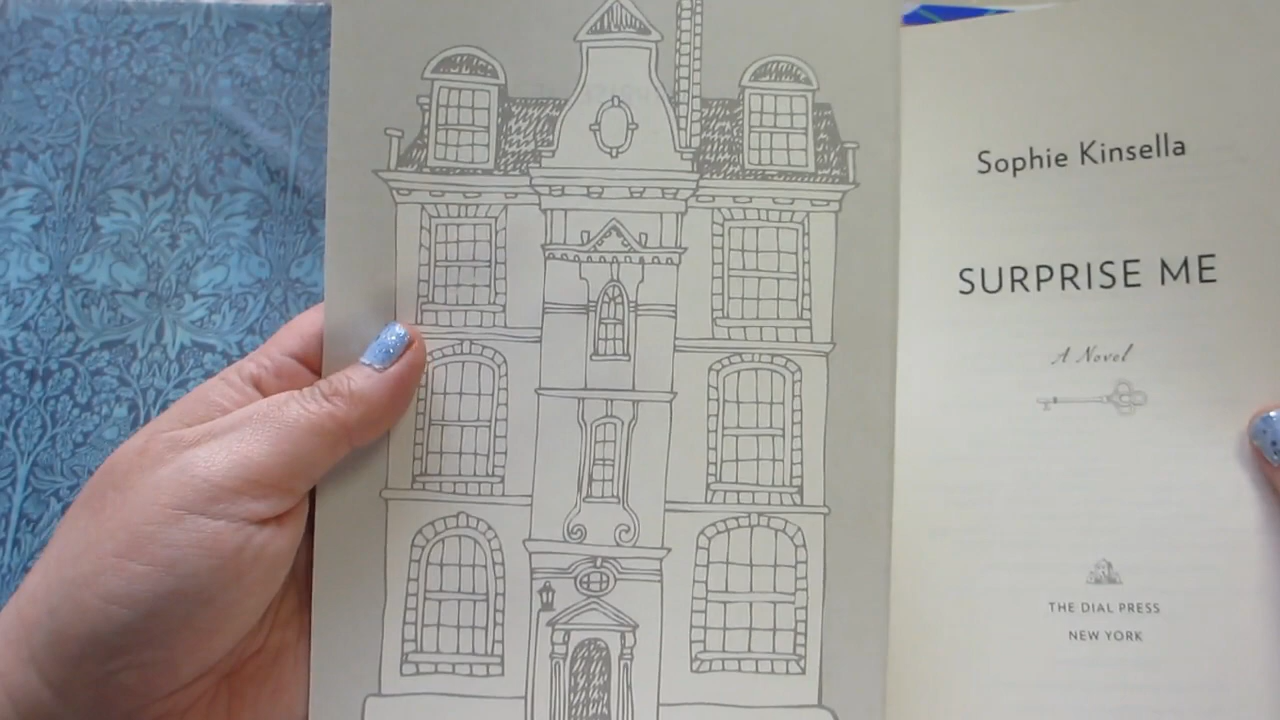 Sophie Kinsella
SURPRISE ME
A Novel
THE DIAL PRESS
NEW YORK